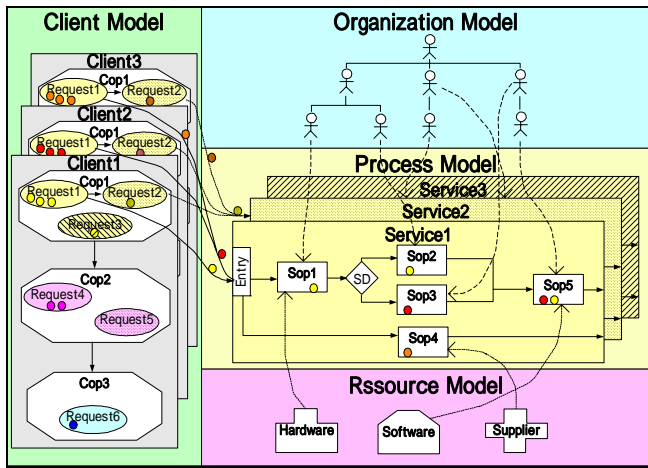 Client Model
Organization Model
Client3
Cop1
Request1
Request2
Client2
Cop1
Request1
Request2
Client1
Cop1
Request1
Request2
Request3
Cop2
Request4
Request5
Cop3
Request6
Process Model
Service3
Service2
Service1
Entry
Sop1
SD
Sop2
Sop3
Sop4
Sop5
Rssource Model
Hardware
Software
Supplier